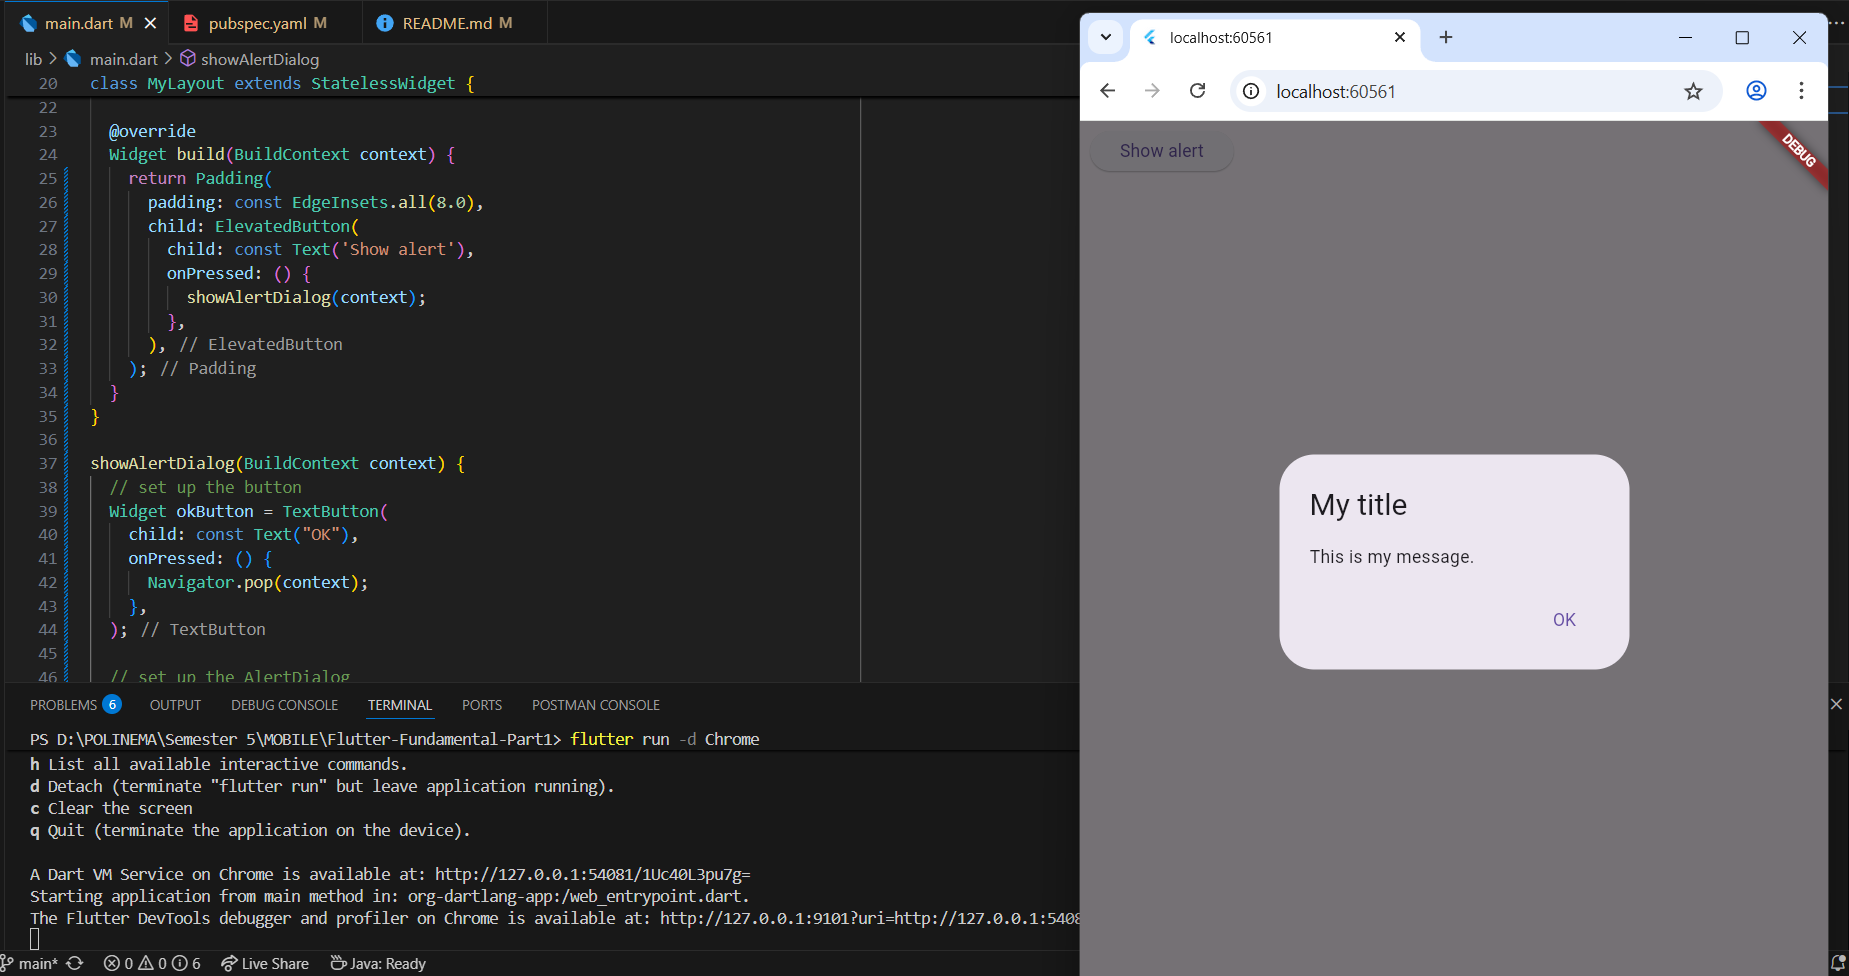 main.dart M
pubspec.yaml M
README.md M
lib > main.dart > showAlertDialog
20 class MyLayout extends StatelessWidget {
22
23 @override
24 Widget build(BuildContext context) {
25 return Padding(
26 padding: const EdgeInsets.all(8.0),
27 child: ElevatedButton(
28 child: const Text('Show alert'),
29 onPressed: () {
30 showAlertDialog(context);
31 },
32 ), // ElevatedButton
33 ); // Padding
34 }
35 }
36
37 showAlertDialog(BuildContext context) {
38 // set up the button
39 Widget okButton = TextButton(
40 child: const Text("OK"),
41 onPressed: () {
42 Navigator.pop(context);
43 },
44 ); // TextButton
45
46 // set up the AlertDialog
PROBLEMS 6 OUTPUT DEBUG CONSOLE TERMINAL PORTS POSTMAN CONSOLE
PS D:\POLINEMA\Semester 5\MOBILE\Flutter-Fundamental-Part1> flutter run -d Chrome
h List all available interactive commands.
d Detach (terminate "flutter run" but leave application running).
c Clear the screen
q Quit (terminate the application on the device).
A Dart VM Service on Chrome is available at: http://127.0.0.1:54081/1Uc40L3pu7g=
Starting application from main method in: org-dartlang-app:/web_entrypoint.dart.
The Flutter DevTools debugger and profiler on Chrome is available at: http://127.0.0.1:9101?uri=http://127.0.0.1:5408
main* 0 0 6 Live Share Java: Ready
localhost:60561
localhost:60561
Show alert
DEBUG
My title
This is my message.
OK